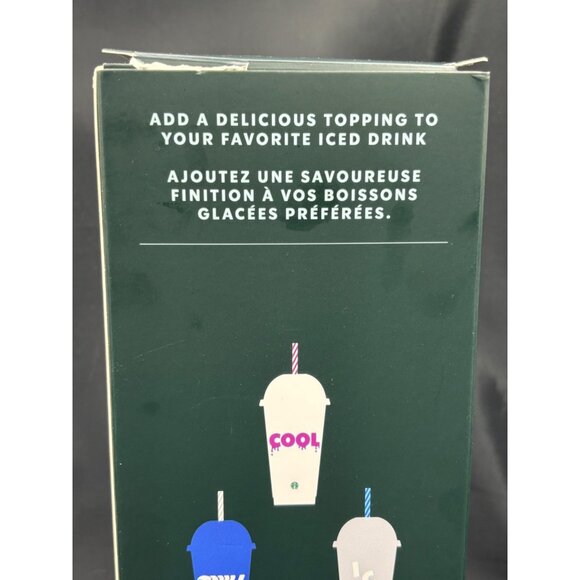 ADD A DELICIOUS TOPPING TO
YOUR FAVORITE ICED DRINK
AJOUTEZ UNE SAVOUREUSE
FINITION À VOS BOISSONS
GLACÉES PRÉFÉRÉES.
COOL